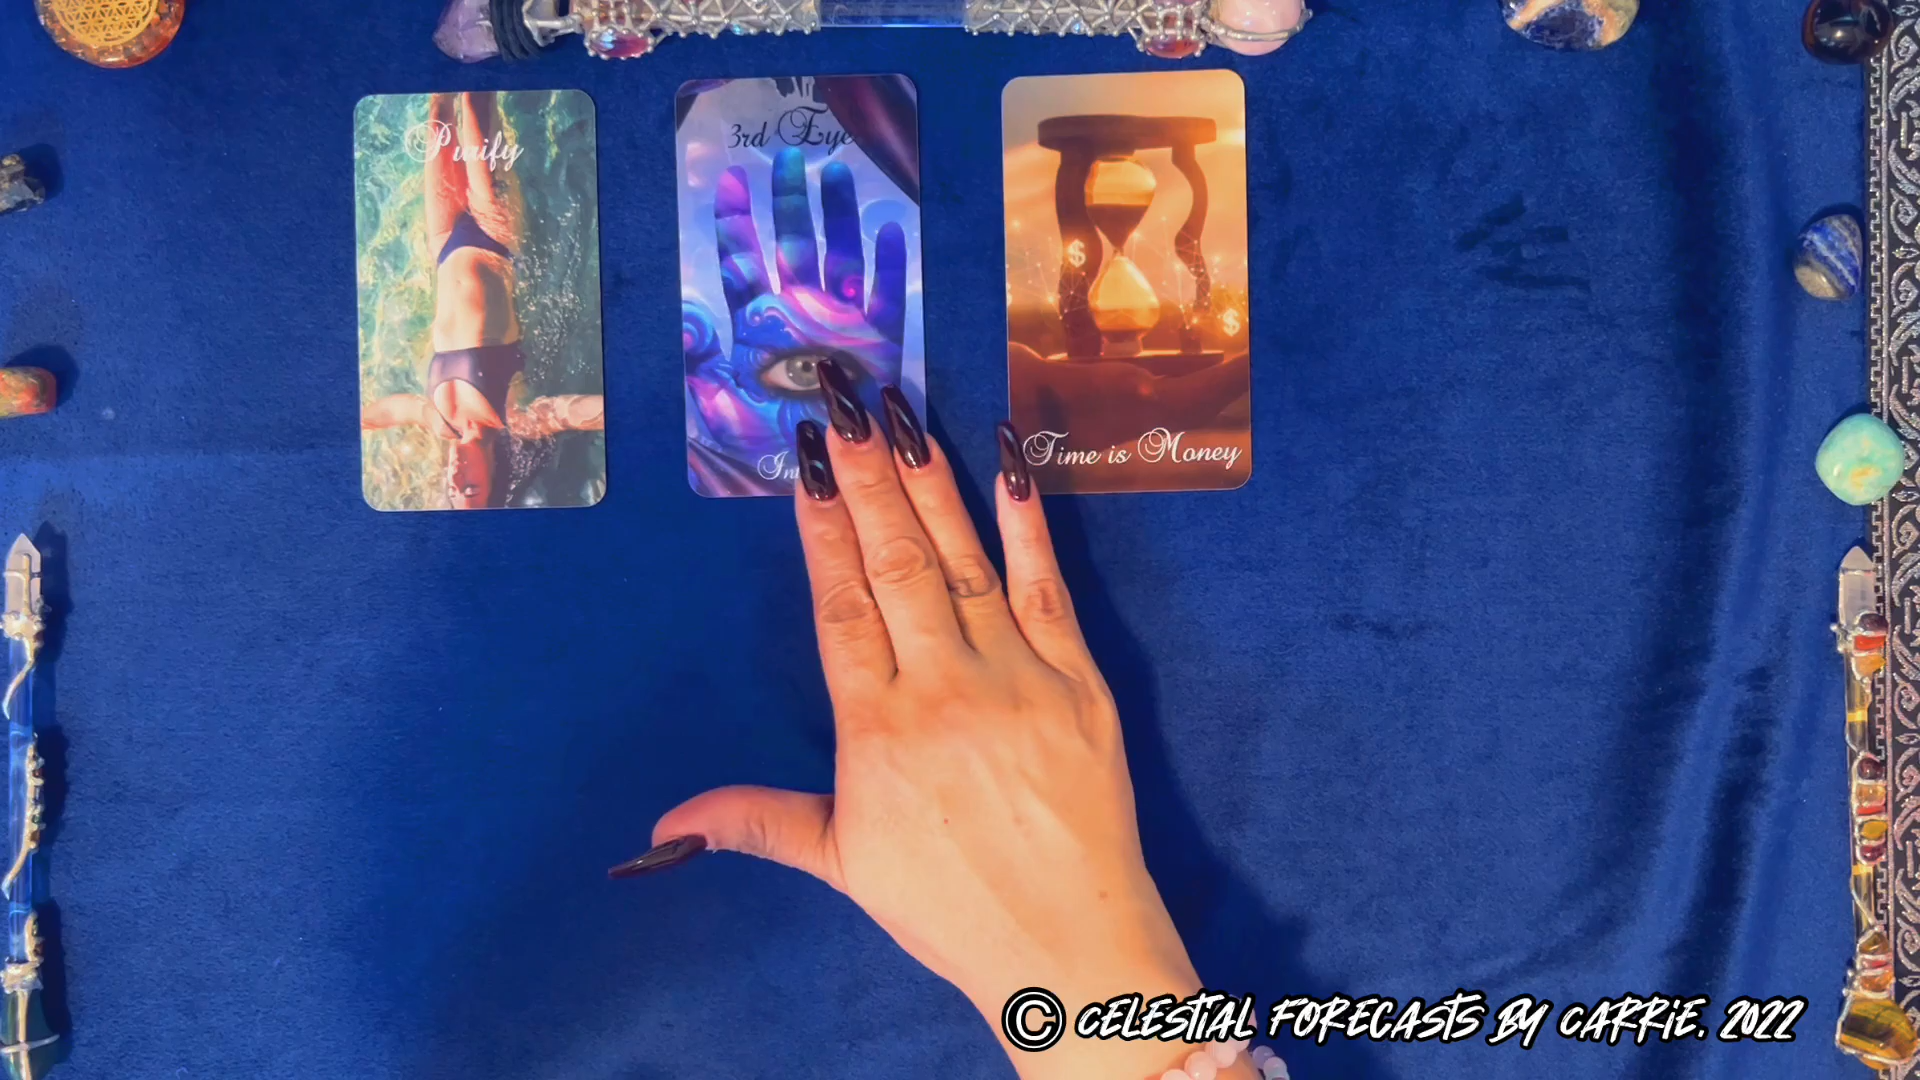 Purify
3rd Eye
Time is Money
$
$
© CELESTIAL FORECASTS BY CARRIE. 2022